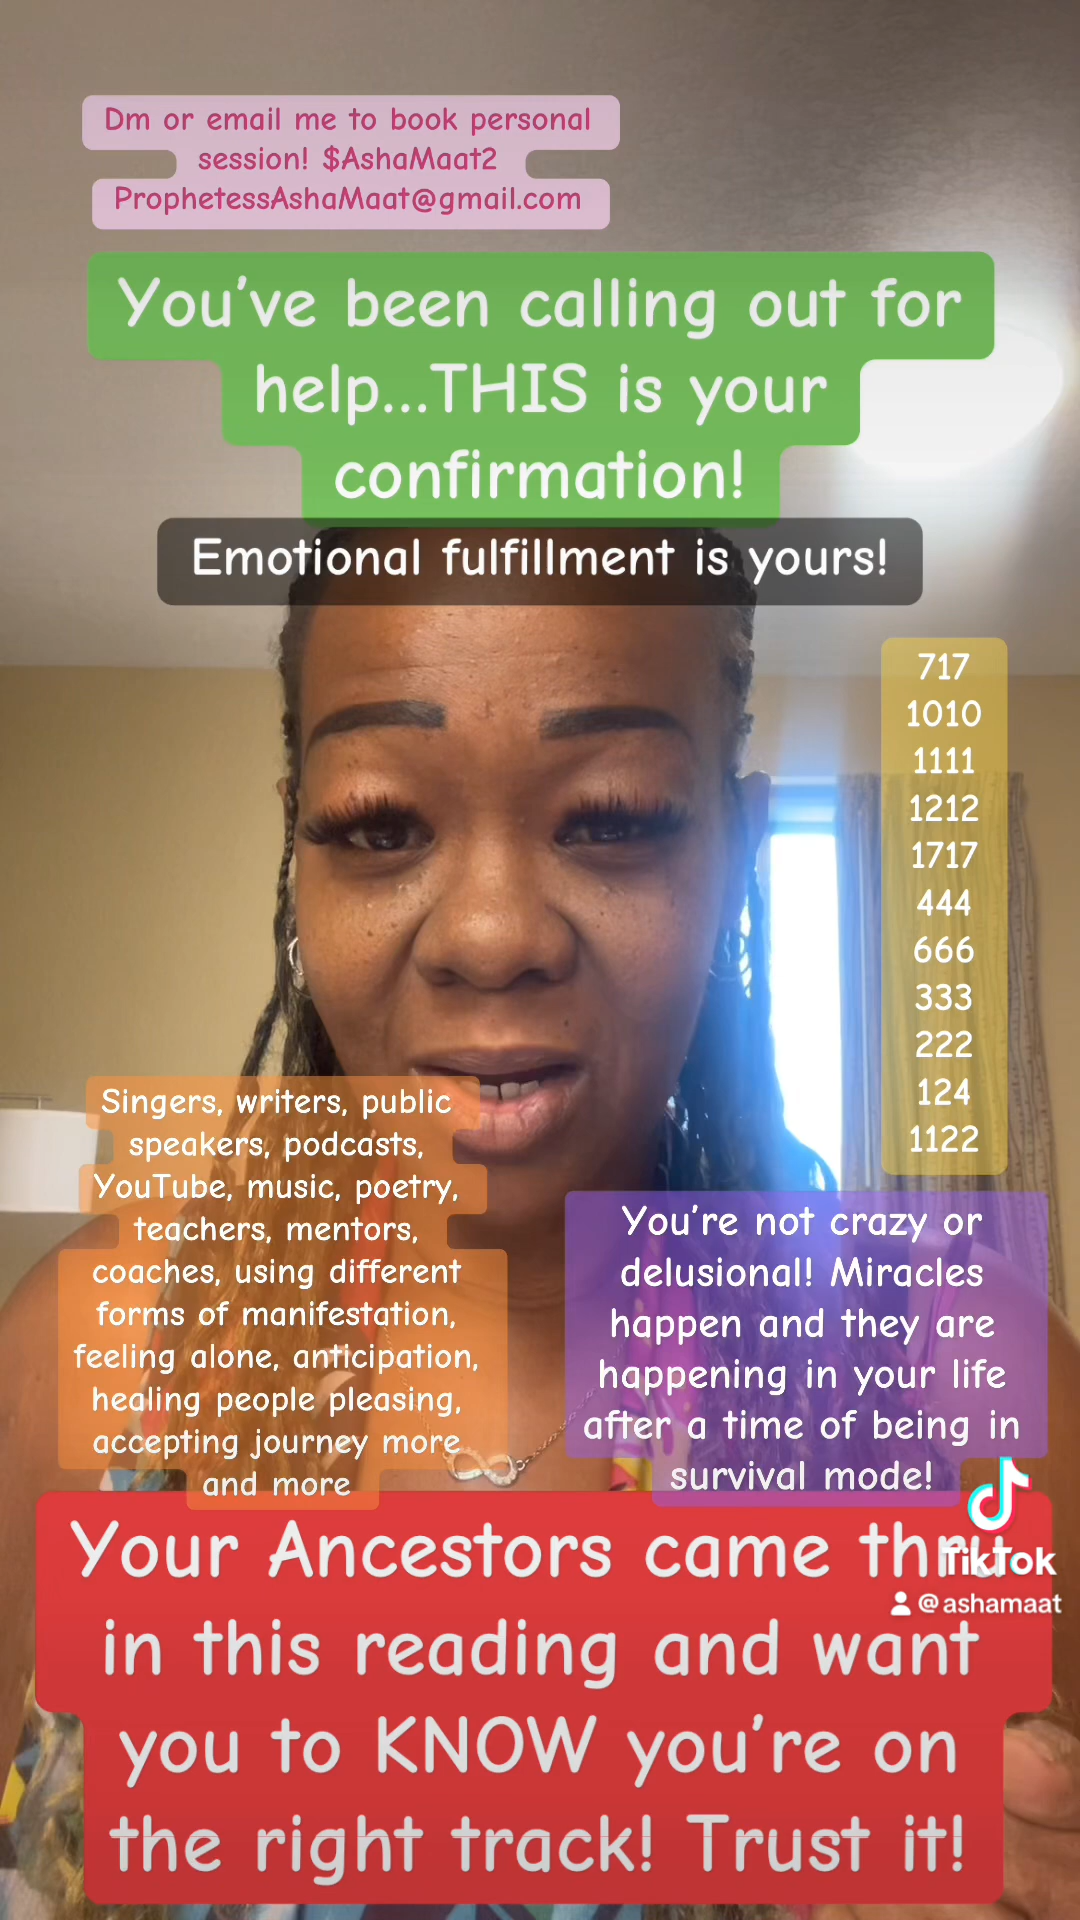 Dm or email me to book personal
session! $AshaMaat2
ProphetessAshaMaat@gmail.com
You've been calling out for
help...THIS is your
confirmation!
Emotional fulfillment is yours!
717
1010
1111
1212
1717
444
666
333
222
124
1122
Singers, writers, public
speakers, podcasts,
YouTube, music, poetry,
teachers, mentors,
coaches, using different
forms of manifestation,
feeling alone, anticipation,
healing people pleasing,
accepting journey more
and more
You're not crazy or
delusional! Miracles
happen and they are
happening in your life
after a time of being in
survival mode!
Your Ancestors came thru
in this reading and want
you to KNOW you're on
the right track! Trust it!
TikTok
@ashamaat